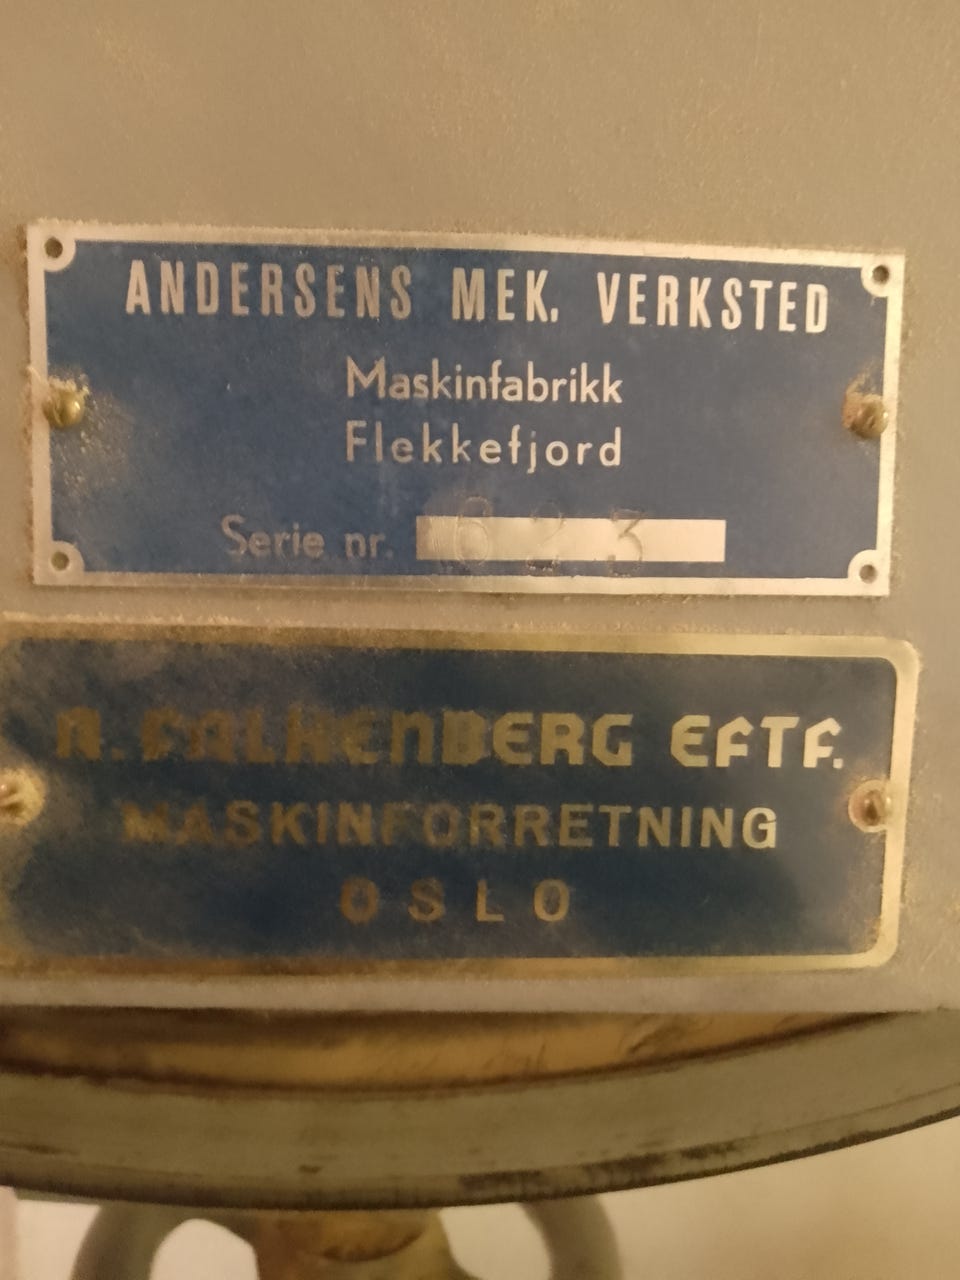 ANDERSENS MEK. VERKSTED
Maskinfabrikk
Flekkefjord
Serie nr. 623
A. FALKENBERG EFTF.
MASKINFORRETNING
OSLO